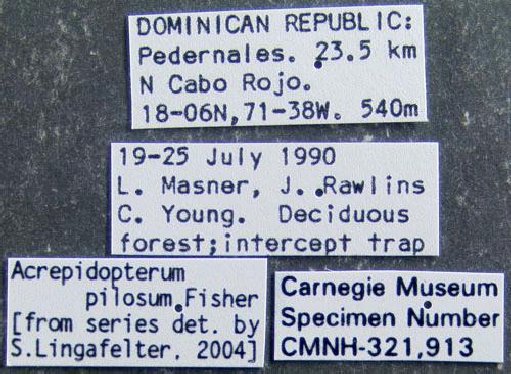 DOMINICAN REPUBLIC:
Pedernales. 23.5 km
N Cabo Rojo.
18-06N,71-38W. 540m
19-25 July 1990
L. Masner, J. Rawlins
C. Young. Deciduous
forest;intercept trap
Acrepidopterum
pilosum Fisher
[from series det. by
S.Lingafelter, 2004]
Carnegie Museum
Specimen Number
CMNH-321,913